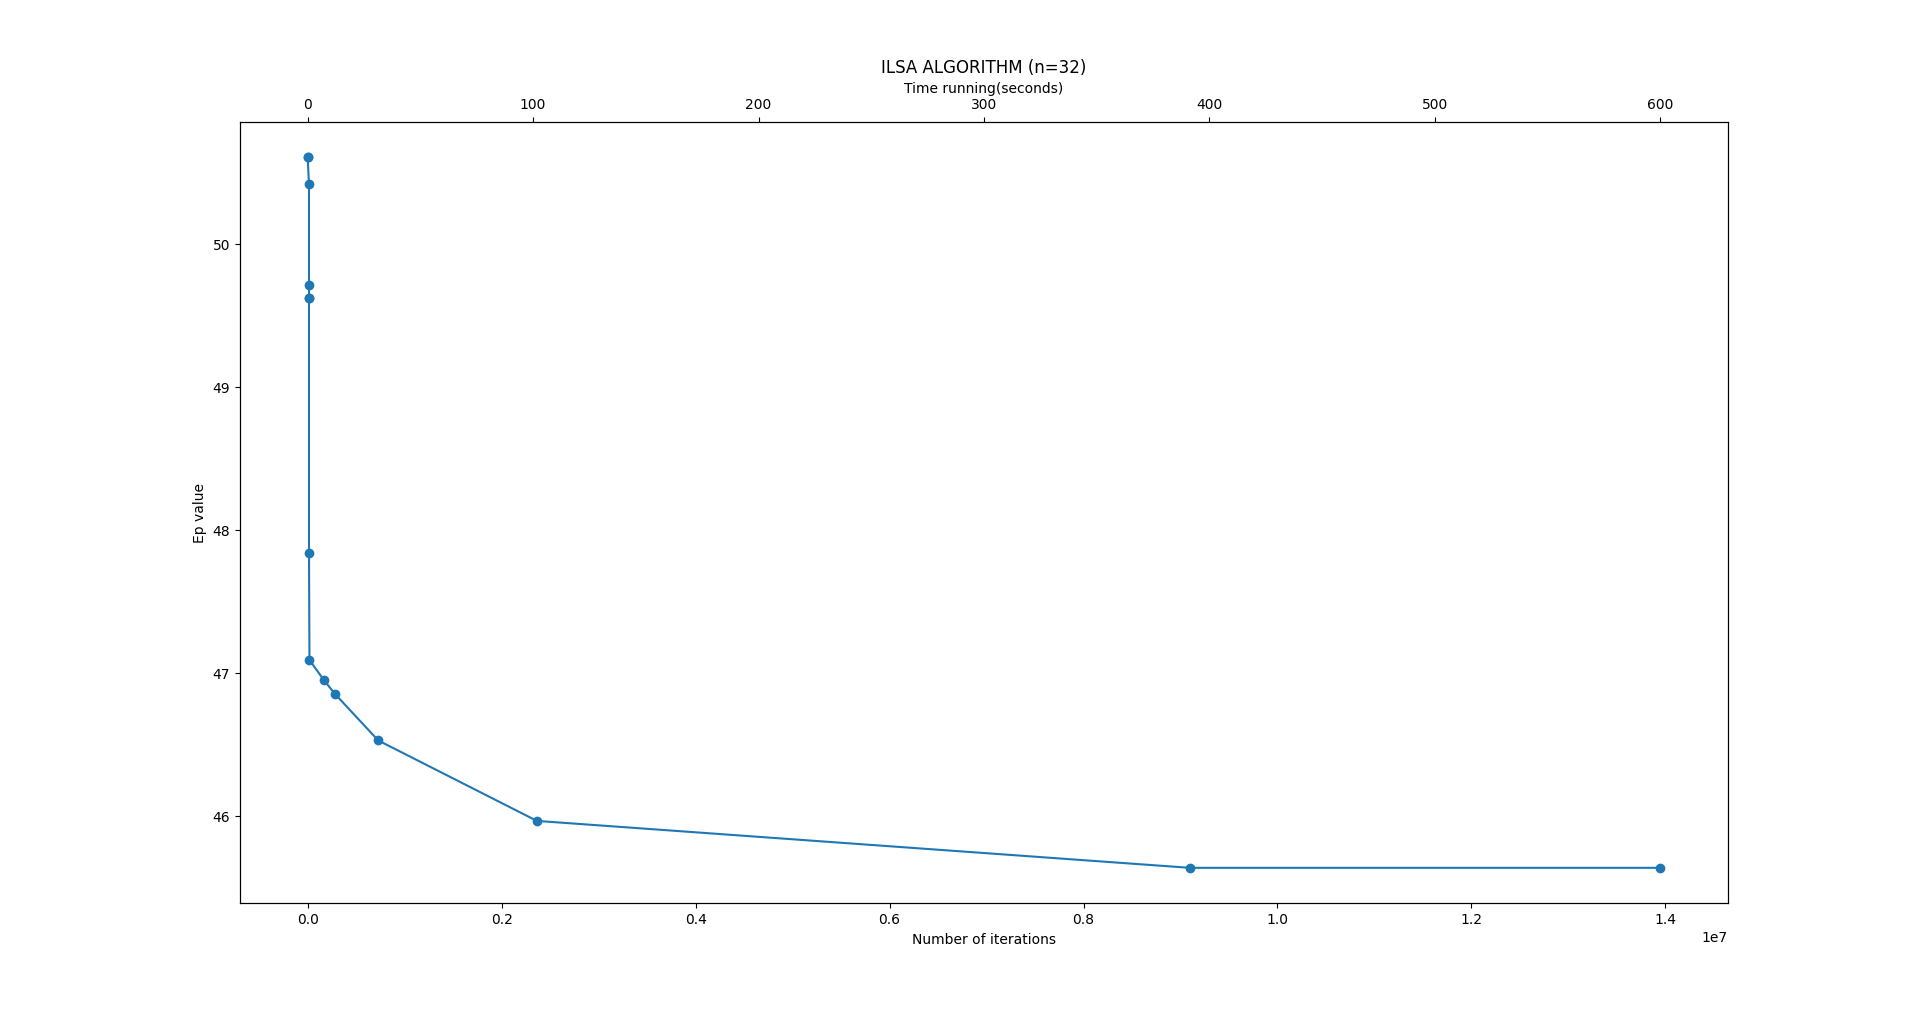 ILSA ALGORITHM (n=32)
Time running(seconds)
0 100 200 300 400 500 600
50
49
48
47
46
Ep value
0.0 0.2 0.4 0.6 0.8 1.0 1.2 1.4
1e7
Number of iterations